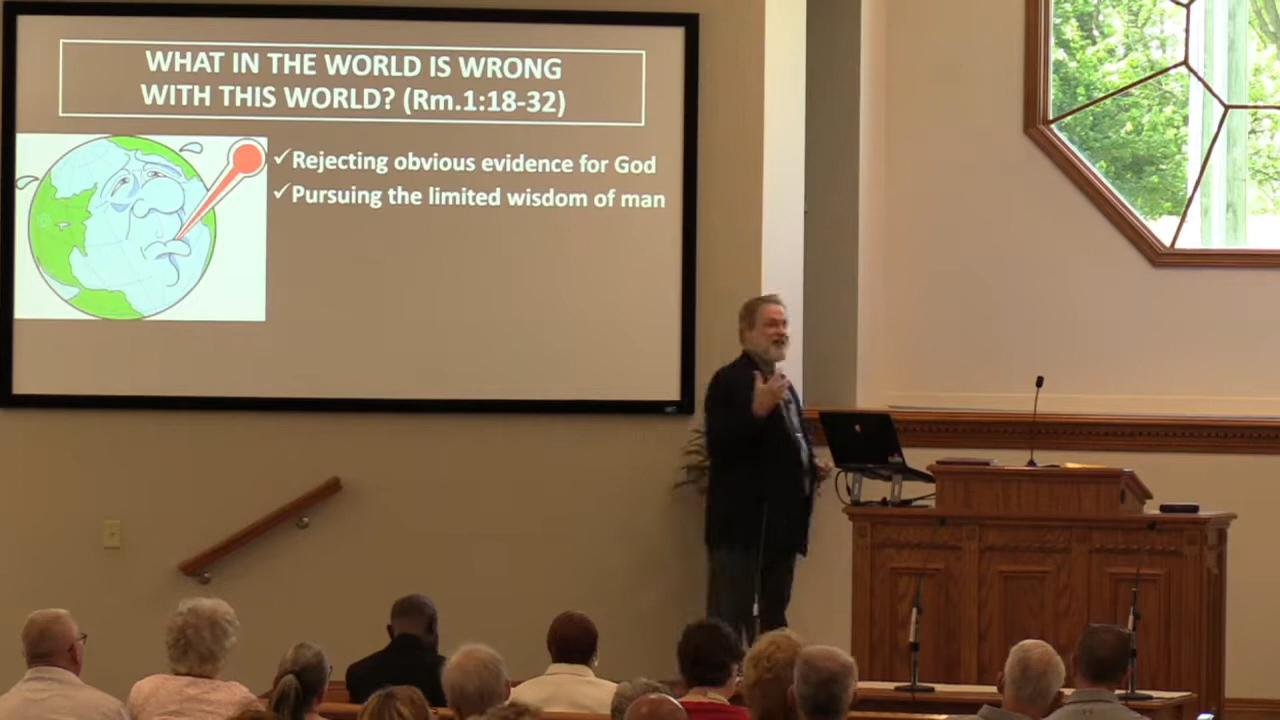 WHAT IN THE WORLD IS WRONG
WITH THIS WORLD? (Rm.1:18-32)
✓Rejecting obvious evidence for God
✓Pursuing the limited wisdom of man